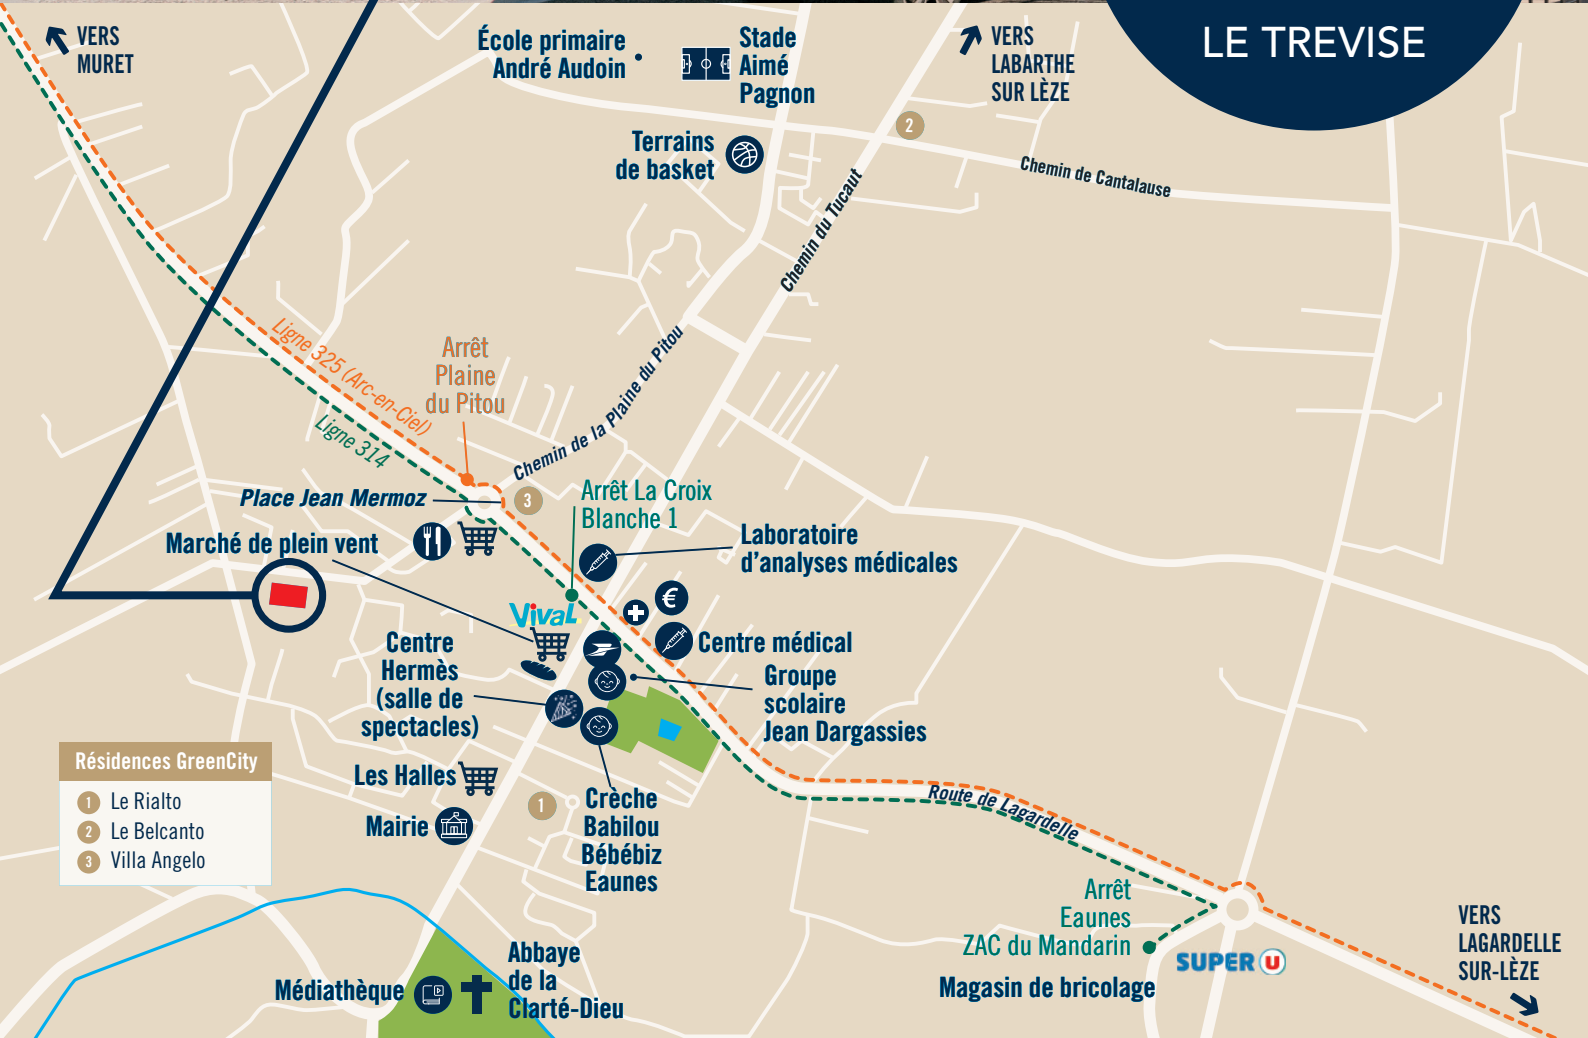 LE TREVISE
VERS
MURET
École primaire
André Audoin
Stade
Aimé
Pagnon
VERS
LABARTHE
SUR LÈZE
Terrains
de basket
2
Chemin de Cantalause
Chemin du Tucaut
Ligne 325 (Arc-en-Ciel)
Ligne 314
Arrêt
Plaine
du Pitou
Chemin de la Plaine du Pitou
Place Jean Mermoz
3
Arrêt La Croix
Blanche 1
Marché de plein vent
Laboratoire
d'analyses médicales
€
Vival
Centre
Hermès
(salle de
spectacles)
Centre médical
Groupe
scolaire
Jean Dargassies
Résidences GreenCity
1 Le Rialto
2 Le Belcanto
3 Villa Angelo
Les Halles
Mairie
1
Crèche
Babilou
Bébébiz
Eaunes
Route de Lagardelle
Arrêt
Eaunes
ZAC du Mandarin
SUPER U
Magasin de bricolage
VERS
LAGARDELLE
SUR-LÈZE
Médiathèque
Abbaye
de la
Clarté-Dieu